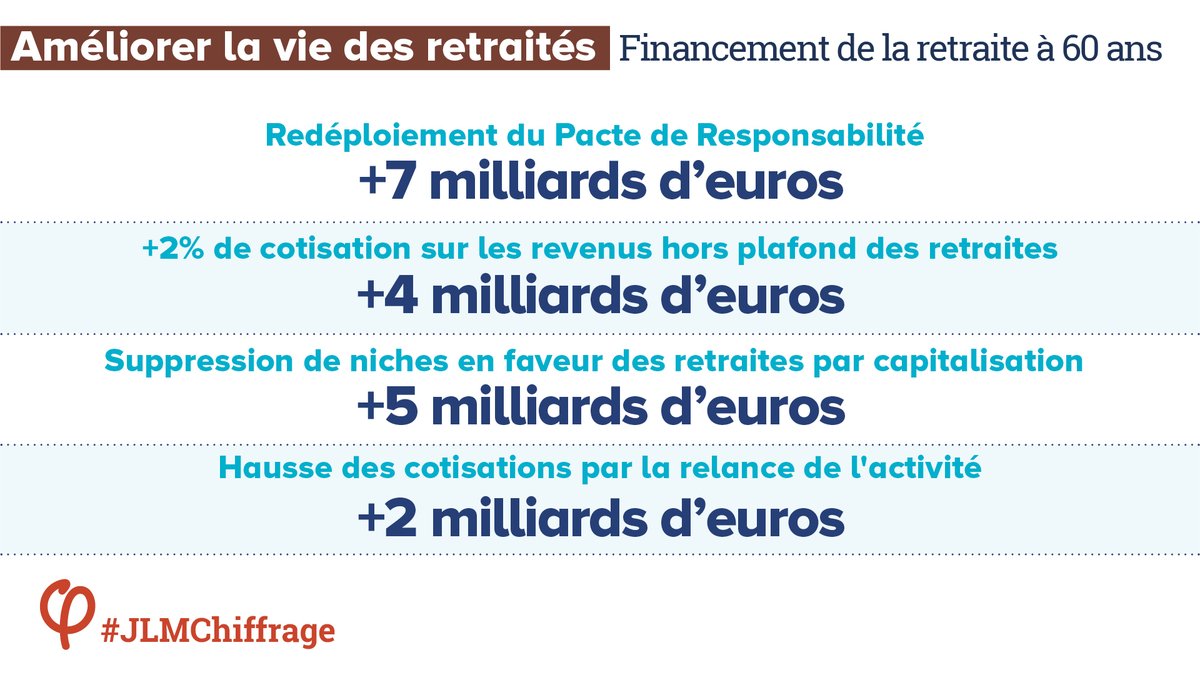 Améliorer la vie des retraités Financement de la retraite à 60 ans
Redéploiement du Pacte de Responsabilité
+7 milliards d’euros
+2% de cotisation sur les revenus hors plafond des retraites
+4 milliards d’euros
Suppression de niches en faveur des retraites par capitalisation
+5 milliards d’euros
Hausse des cotisations par la relance de l'activité
+2 milliards d’euros
φ #JLMChiffrage